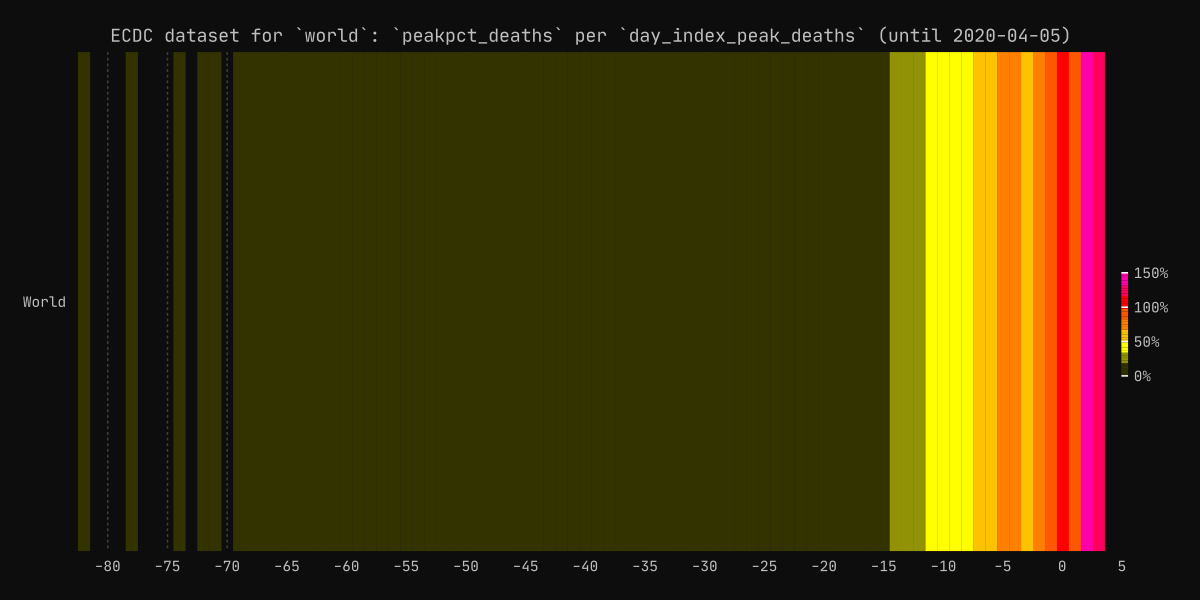 ECDC dataset for `world`: `peakpct_deaths` per `day_index_peak_deaths` (until 2020-04-05)
150%
100%
50%
0%
World
-80 -75 -70 -65 -60 -55 -50 -45 -40 -35 -30 -25 -20 -15 -10 -5 0 5